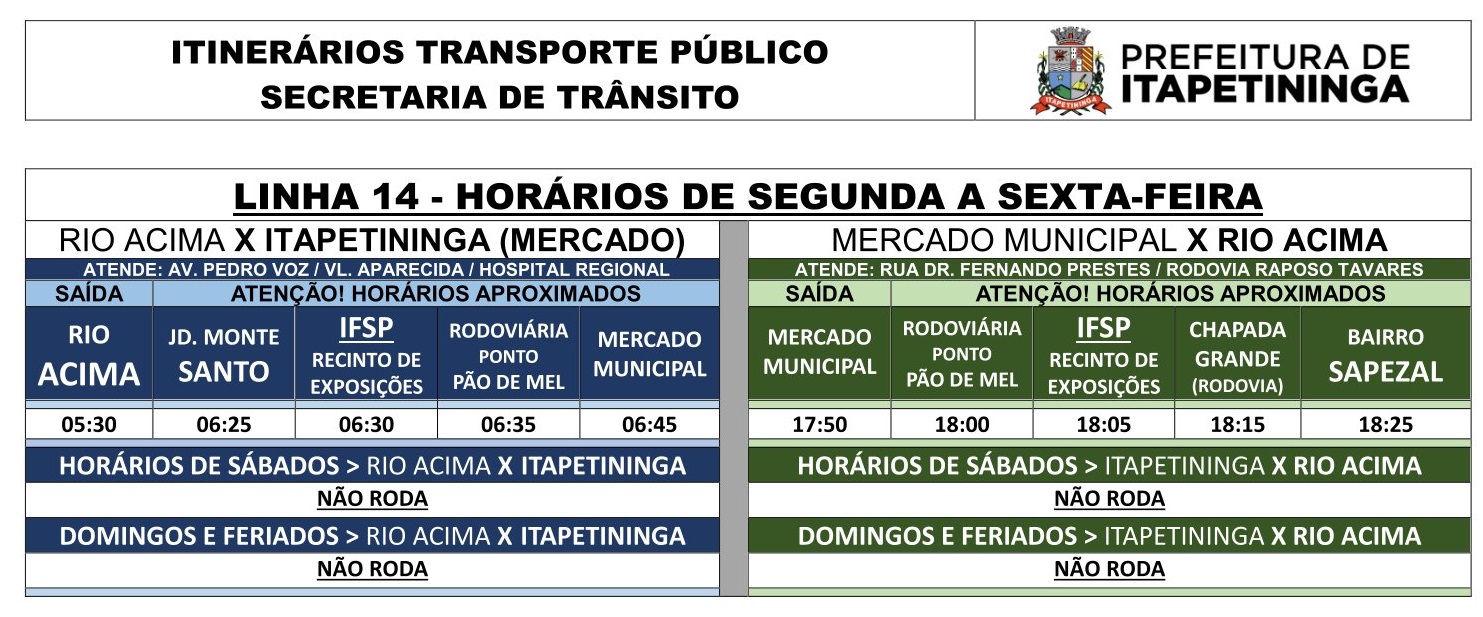 ITINERÁRIOS TRANSPORTE PÚBLICO
SECRETARIA DE TRÂNSITO
PREFEITURA DE
ITAPETININGA
ITAPETININGA
LINHA 14 - HORÁRIOS DE SEGUNDA A SEXTA-FEIRA
RIO ACIMA X ITAPETININGA (MERCADO)
ATENDE: AV. PEDRO VOZ / VL. APARECIDA / HOSPITAL REGIONAL
SAÍDA
ATENÇÃO! HORÁRIOS APROXIMADOS
RIO
ACIMA
JD. MONTE
SANTO
IFSP
RECINTO DE
EXPOSIÇÕES
RODOVIÁRIA
PONTO
PÃO DE MEL
MERCADO
MUNICIPAL
05:30 06:25 06:30 06:35 06:45
HORÁRIOS DE SÁBADOS > RIO ACIMA X ITAPETININGA
NÃO RODA
DOMINGOS E FERIADOS > RIO ACIMA X ITAPETININGA
NÃO RODA
MERCADO MUNICIPAL X RIO ACIMA
ATENDE: RUA DR. FERNANDO PRESTES / RODOVIA RAPOSO TAVARES
SAÍDA
ATENÇÃO! HORÁRIOS APROXIMADOS
MERCADO
MUNICIPAL
RODOVIÁRIA
PONTO
PÃO DE MEL
IFSP
RECINTO DE
EXPOSIÇÕES
CHAPADA
GRANDE
(RODOVIA)
BAIRRO
SAPEZAL
17:50 18:00 18:05 18:15 18:25
HORÁRIOS DE SÁBADOS > ITAPETININGA X RIO ACIMA
NÃO RODA
DOMINGOS E FERIADOS > ITAPETININGA X RIO ACIMA
NÃO RODA